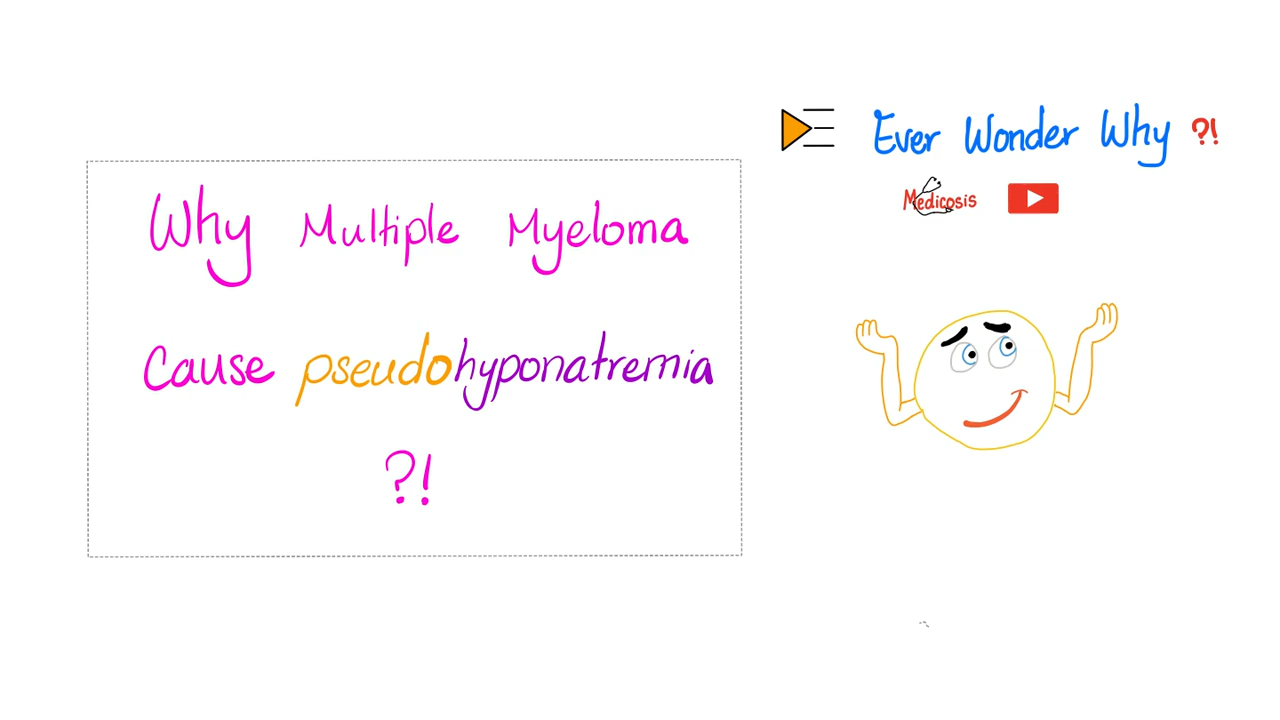 Ever Wonder Why ?!
Medicosis
Why Multiple Myeloma
Cause pseudohyponatremia
?!